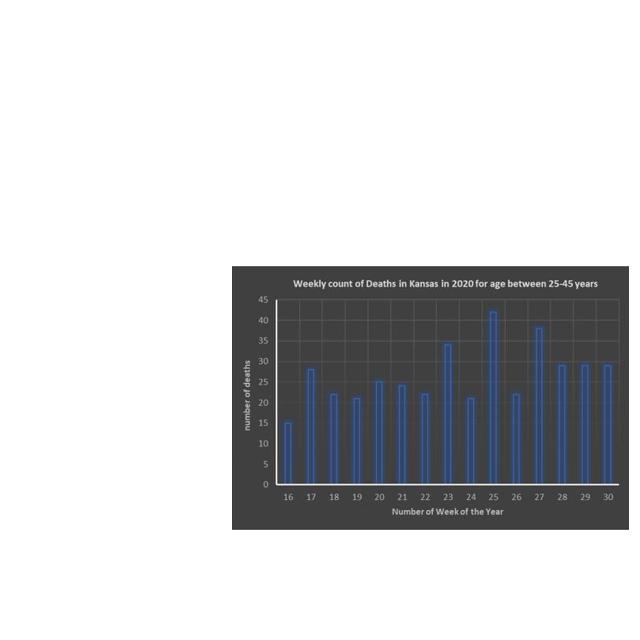 Weekly count of Deaths in Kansas in 2020 for age between 25-45 years
number of deaths
45
40
35
30
25
20
15
10
5
0
16 17 18 19 20 21 22 23 24 25 26 27 28 29 30
Number of Week of the Year